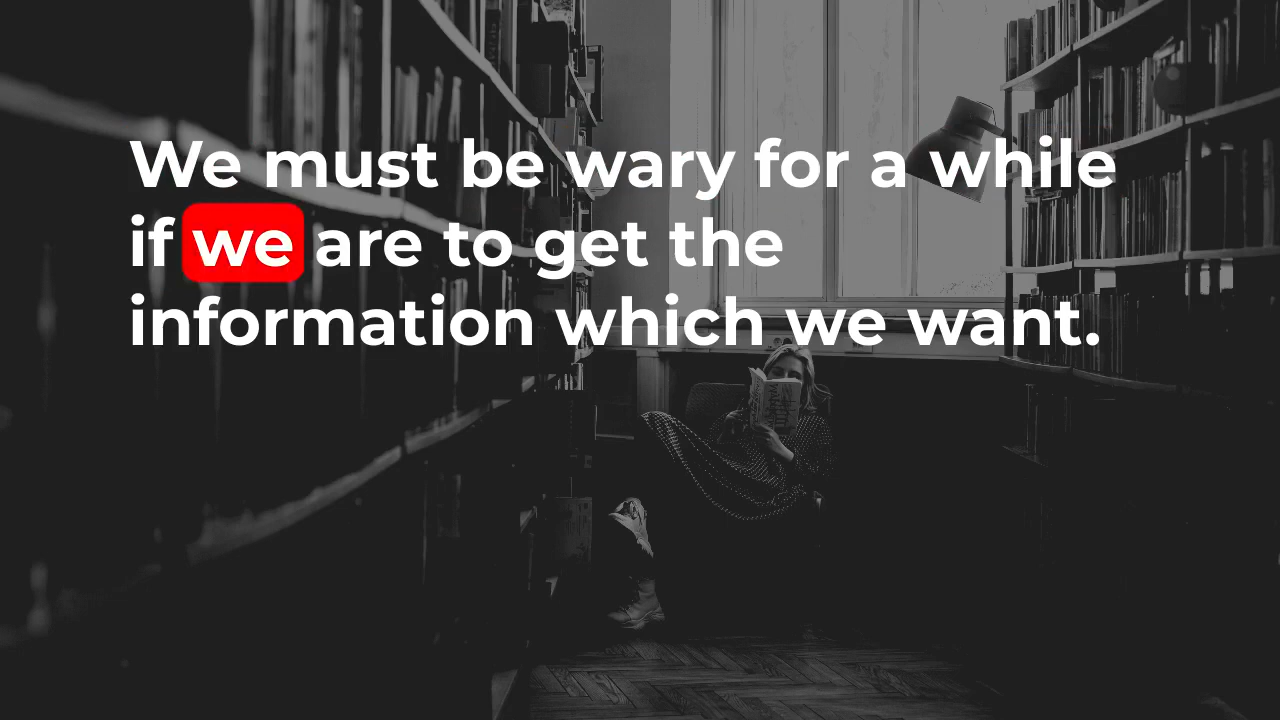 We must be wary for a while
if we are to get the
information which we want.